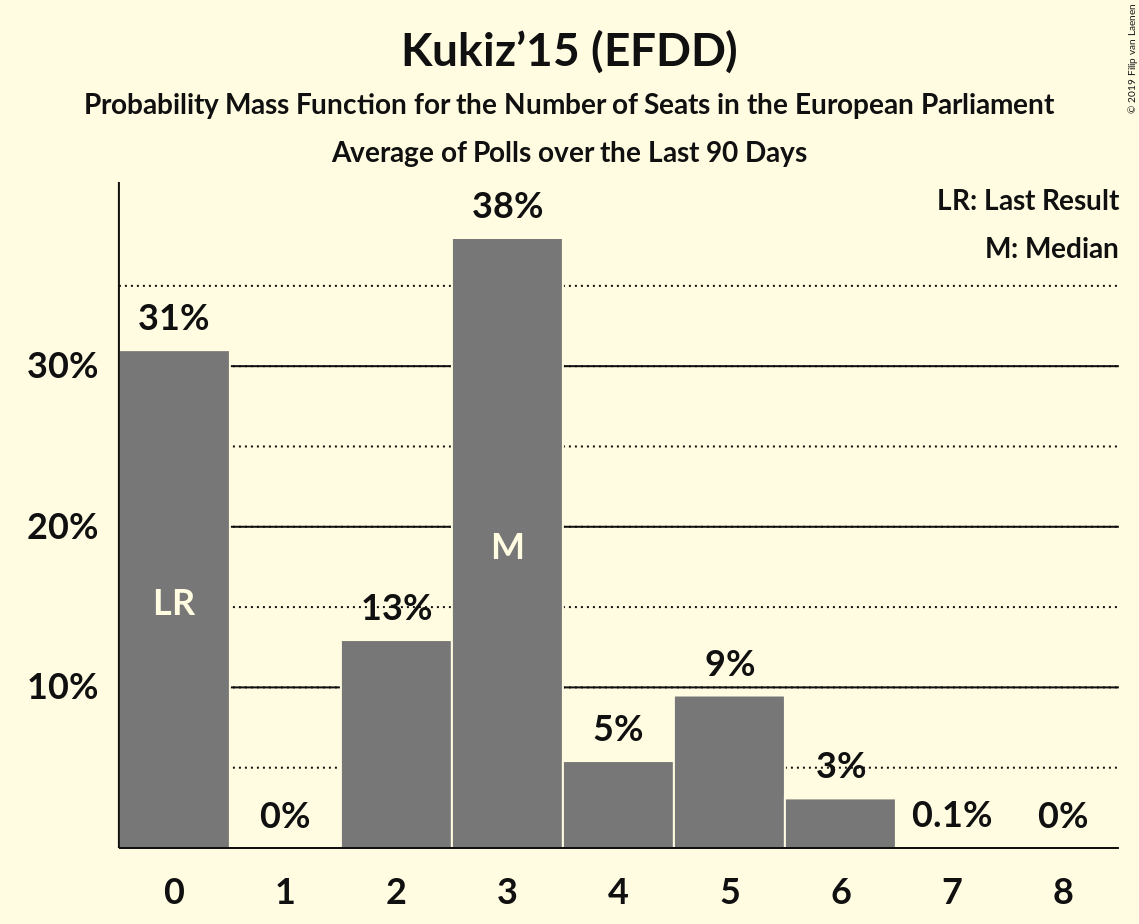 Kukiz’15 (EFDD)
Probability Mass Function for the Number of Seats in the European Parliament
Average of Polls over the Last 90 Days
© 2019 Filip van Laenen
LR: Last Result
M: Median
38%
31%
30%
20%
10%
LR
M
13%
9%
5%
3%
0%
0.1%
0%
0 1 2 3 4 5 6 7 8